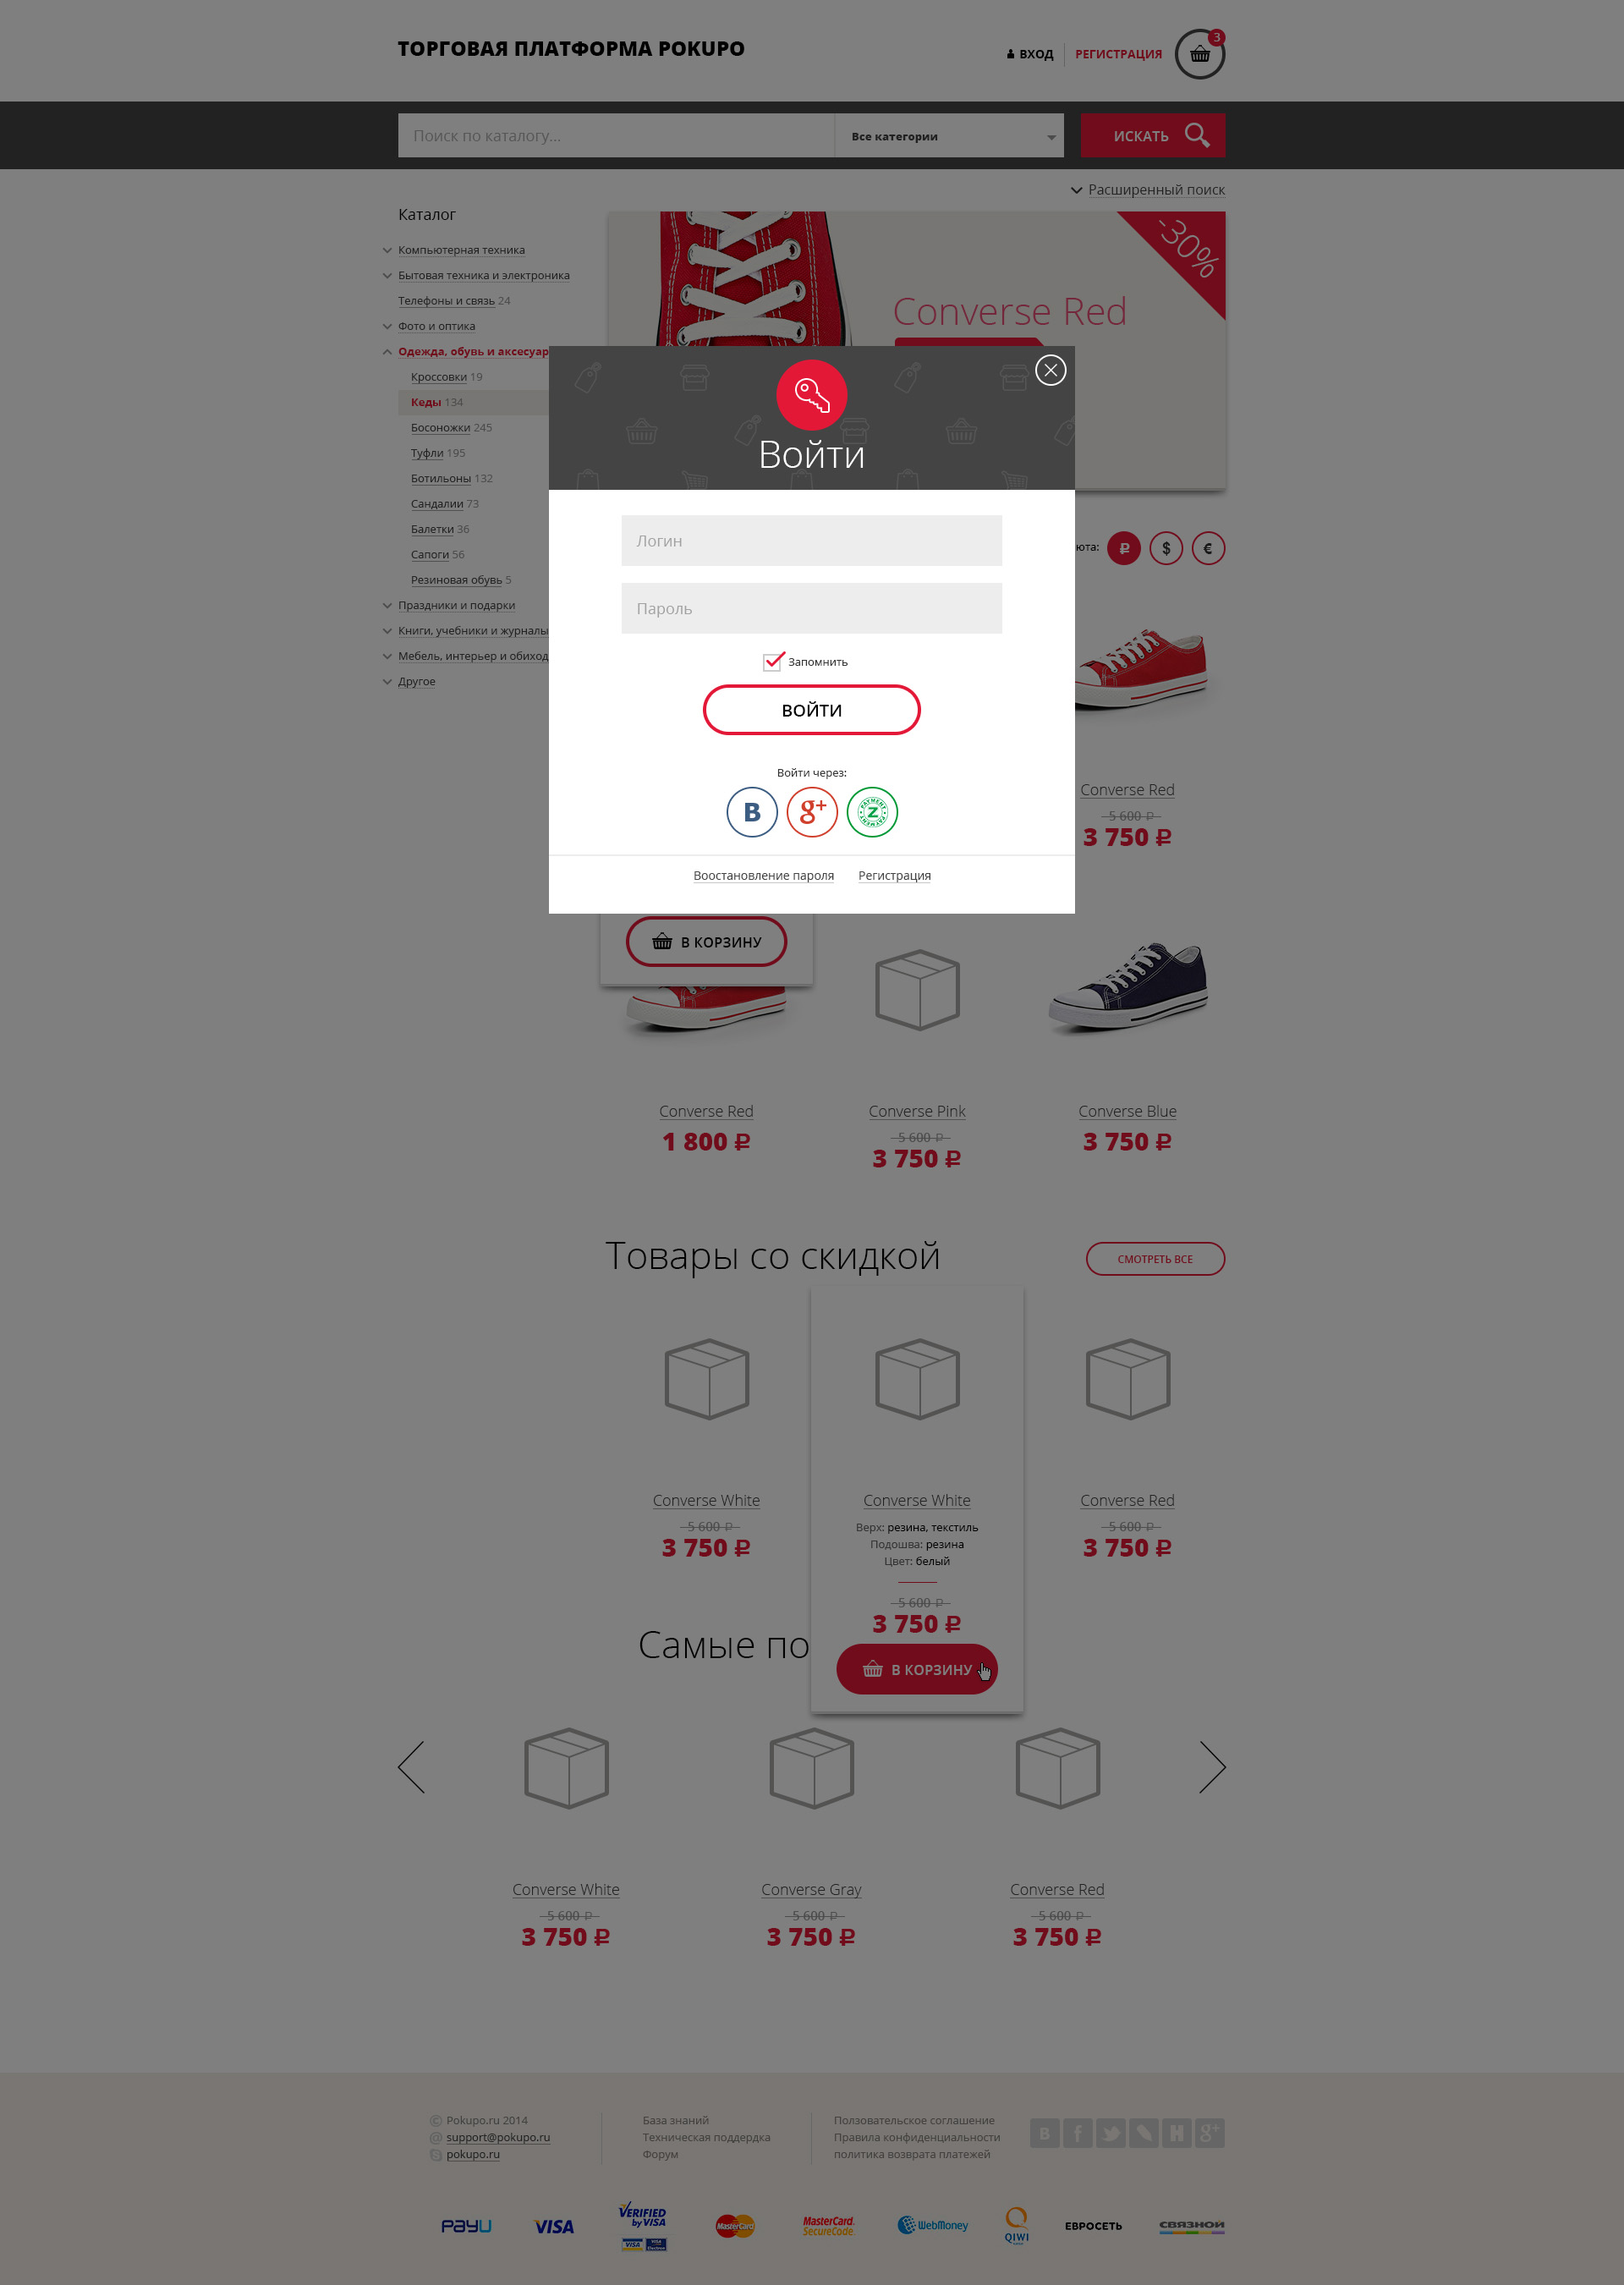 ТОРГОВАЯ ПЛАТФОРМА POKUPO
ВХОД
РЕГИСТРАЦИЯ
3
Поиск по каталогу...
Все категории
ИСКАТЬ
Расширенный поиск
Каталог
Компьютерная техника
Бытовая техника и электроника
Телефоны и связь 24
Фото и оптика
Одежда, обувь и аксесуар
Кроссовки 19
Кеды 134
Босоножки 245
Туфли 195
Ботильоны 132
Сандалии 73
Балетки 36
Сапоги 56
Резиновая обувь 5
Праздники и подарки
Книги, учебники и журналы
Мебель, интерьер и обиход
Другое
-30%
Converse Red
Войти
Логин
Пароль
Запомнить
ВОЙТИ
Войти через:
B
g+
PAYMENT
Z
PAYMENT
Воостановление пароля
Регистрация
юта:
₽
$
€
Converse Red
5 600 ₽
3 750 ₽
В КОРЗИНУ
Converse Red
1 800 ₽
Converse Pink
5 600 ₽
3 750 ₽
Converse Blue
3 750 ₽
Товары со скидкой
СМОТРЕТЬ ВСЕ
Converse White
5 600 ₽
3 750 ₽
Converse White
Верх: резина, текстиль
Подошва: резина
Цвет: белый
5 600 ₽
3 750 ₽
В КОРЗИНУ
Converse Red
5 600 ₽
3 750 ₽
Самые по
Converse White
5 600 ₽
3 750 ₽
Converse Gray
5 600 ₽
3 750 ₽
Converse Red
5 600 ₽
3 750 ₽
© Pokupo.ru 2014
@ support@pokupo.ru
pokupo.ru
База знаний
Техническая поддердка
Форум
Ползовательское соглашение
Правила конфиденциальности
политика возврата платежей
B
f
g+
PayU
VISA
VERIFIED
by VISA
VISA
VISA
Electron
MasterCard
MasterCard.
SecureCode.
WebMoney
QIWI
ЕВРОСЕТЬ
СВЯЗНОЙ